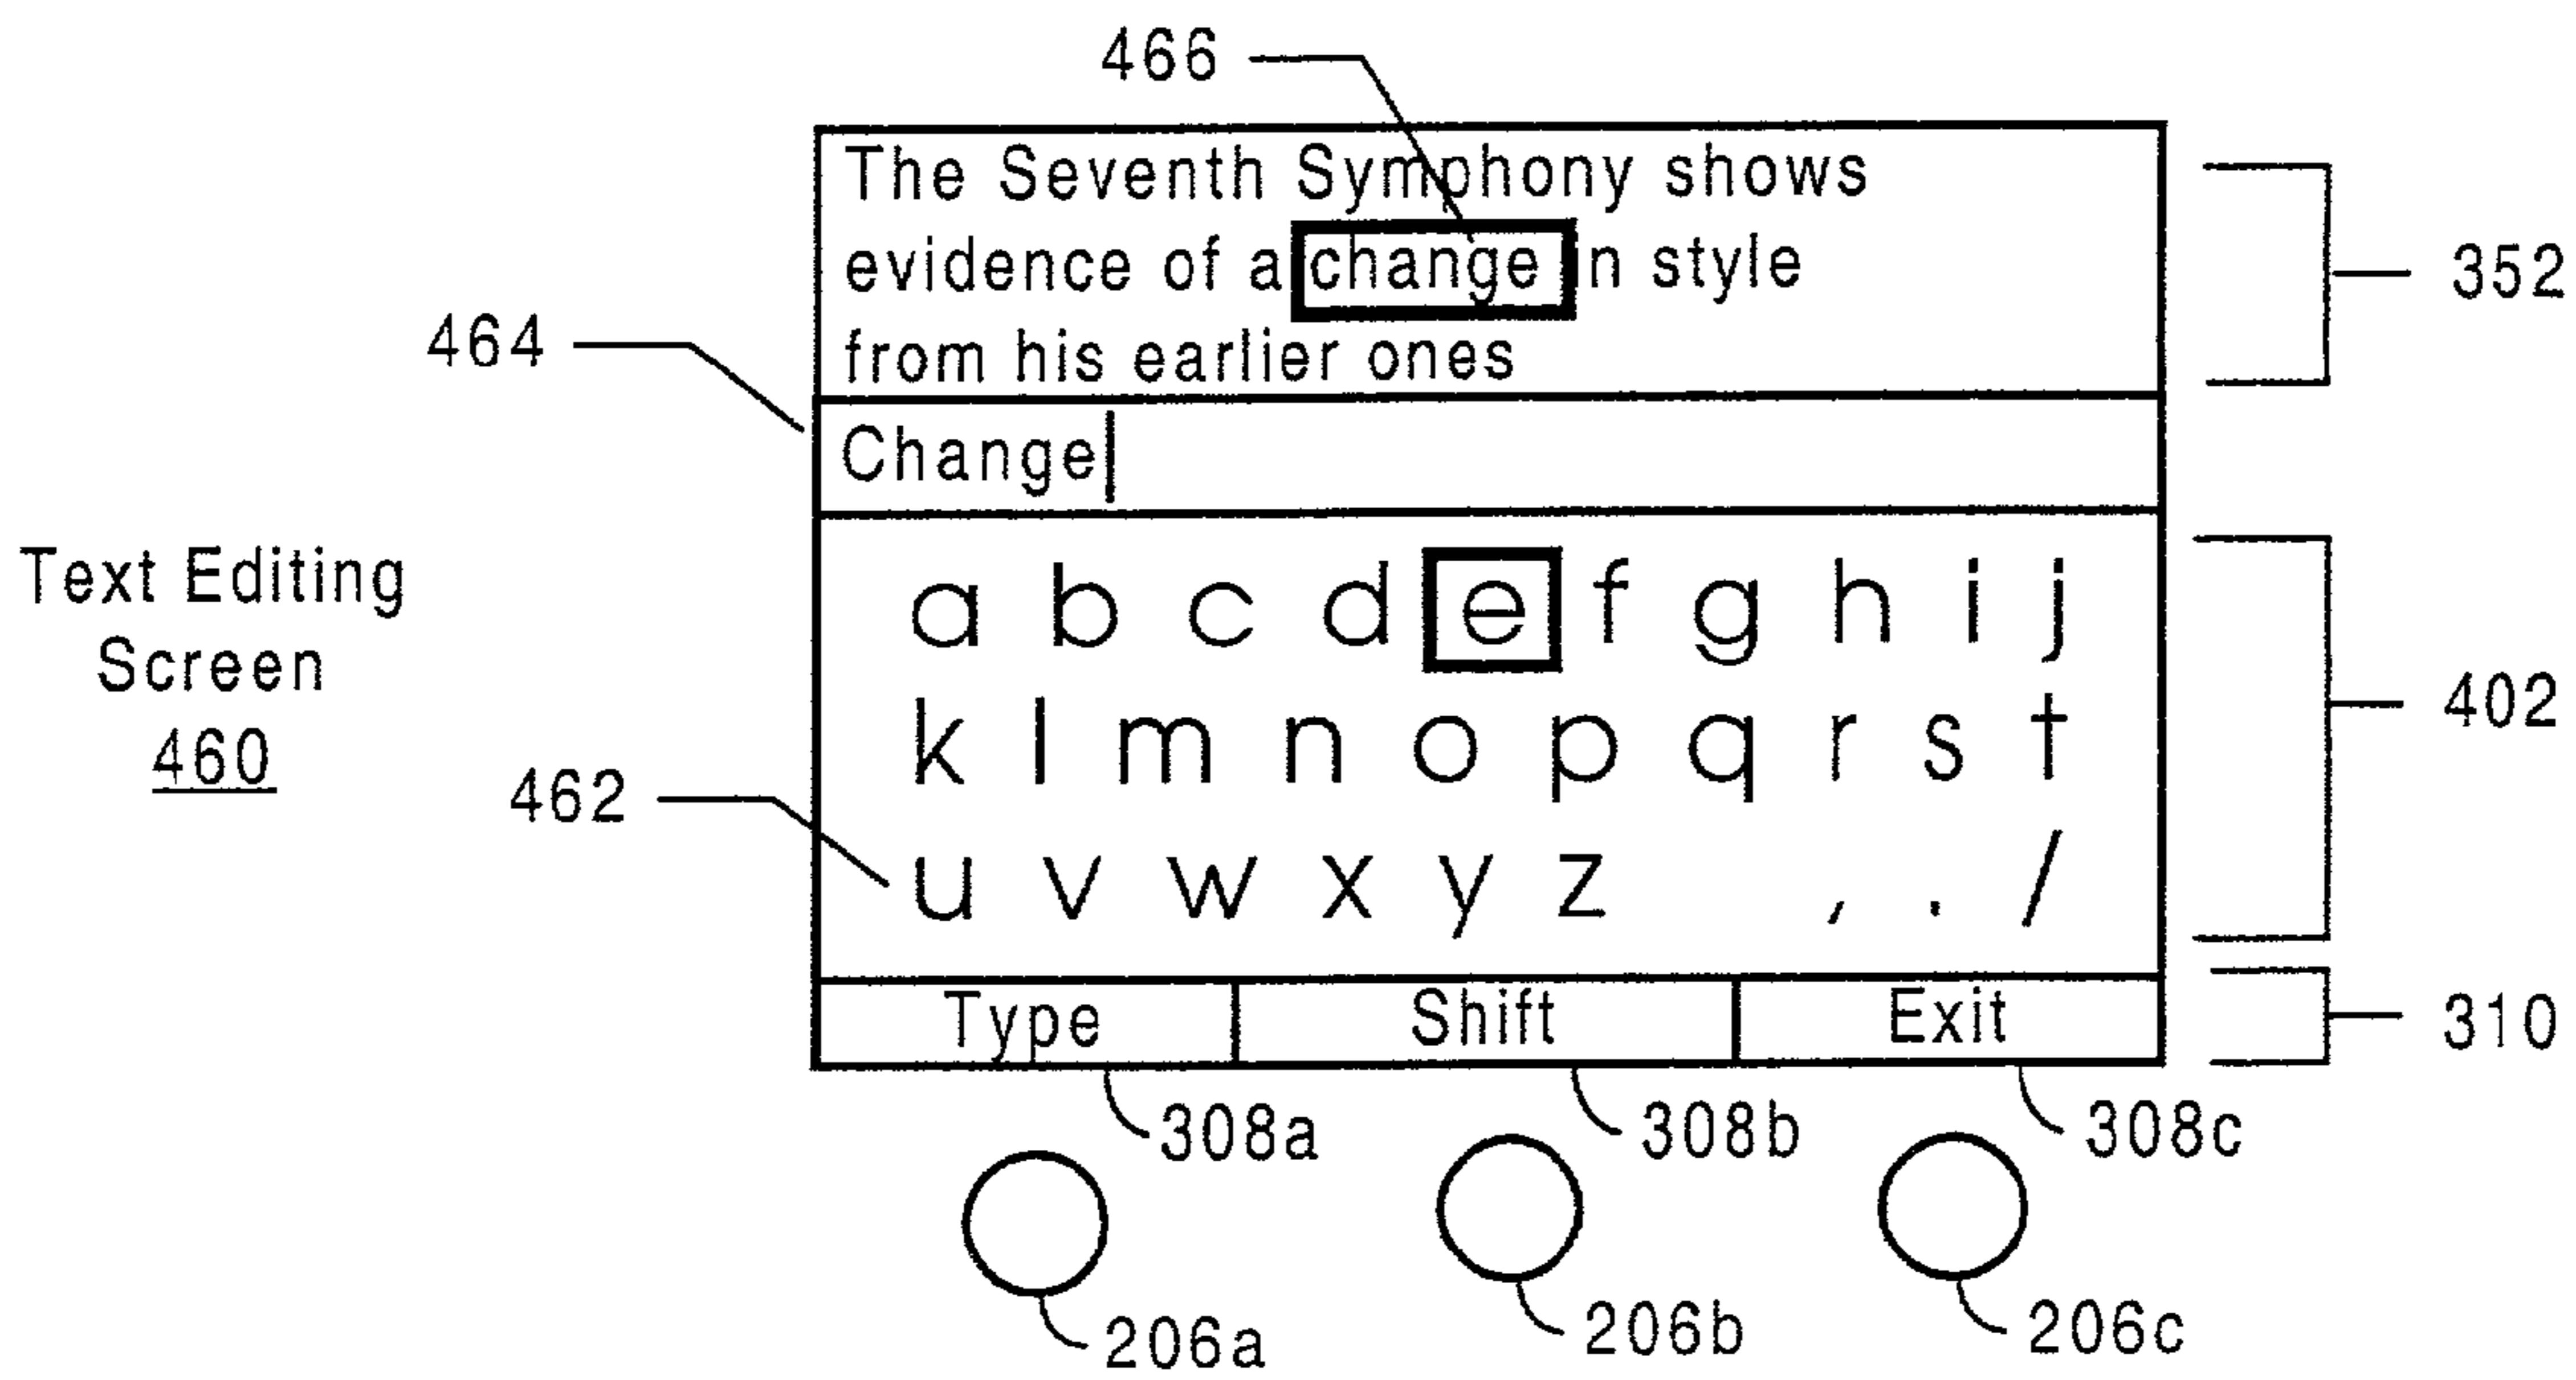 466
The Seventh Symphony shows
evidence of a change in style
from his earlier ones
352
464
Change
Text Editing
Screen
460
a b c d e f g h i j
k l m n o p q r s t
u v w x y z , . /
402
462
Type Shift Exit
310
308a 308b 308c
206a 206b 206c